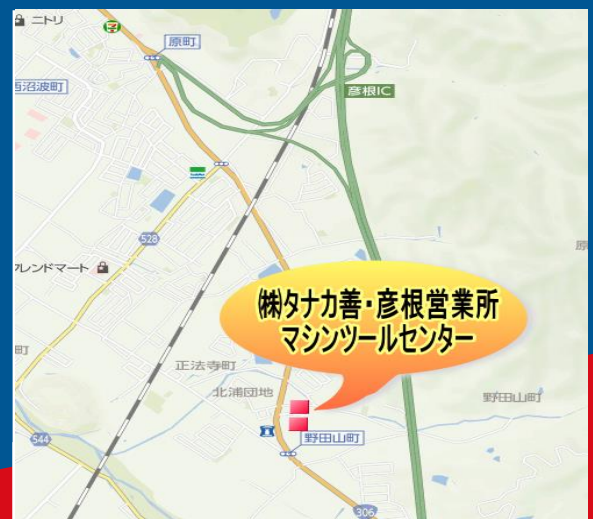 ニトリ
原町
西沼波町
彦根IC
528
フレンドマート
㈱タナカ善・彦根営業所
マシンツールセンター
正法寺町
北浦団地
野田山町
野田山町
544
306